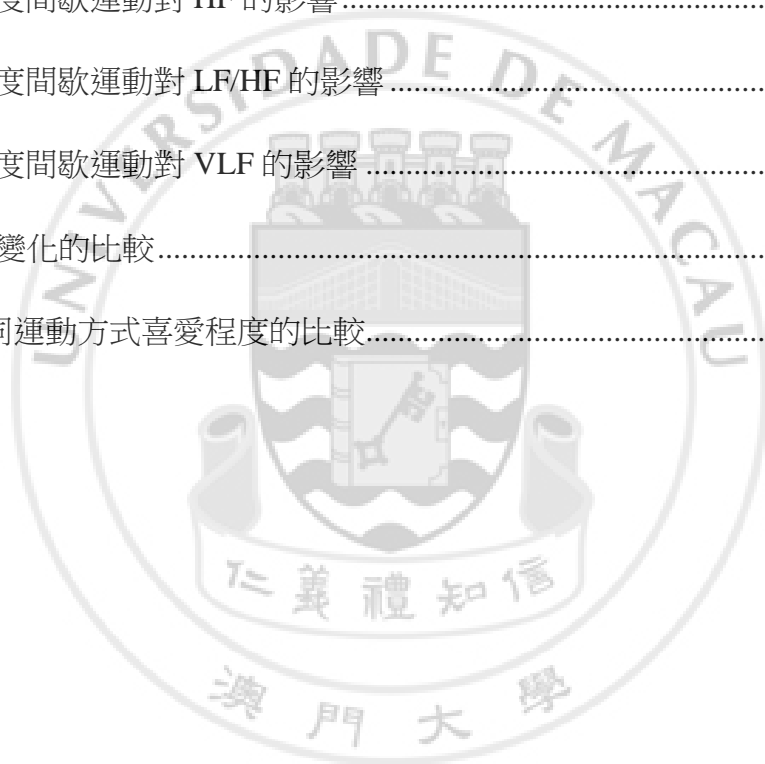 度間歇運動對 HF 的影響
度間歇運動對 LF/HF 的影響
度間歇運動對 VLF 的影響
變化的比較
同運動方式喜愛程度的比較
UNIVERSIDADE DE MACAU
仁義禮知信
澳門大學